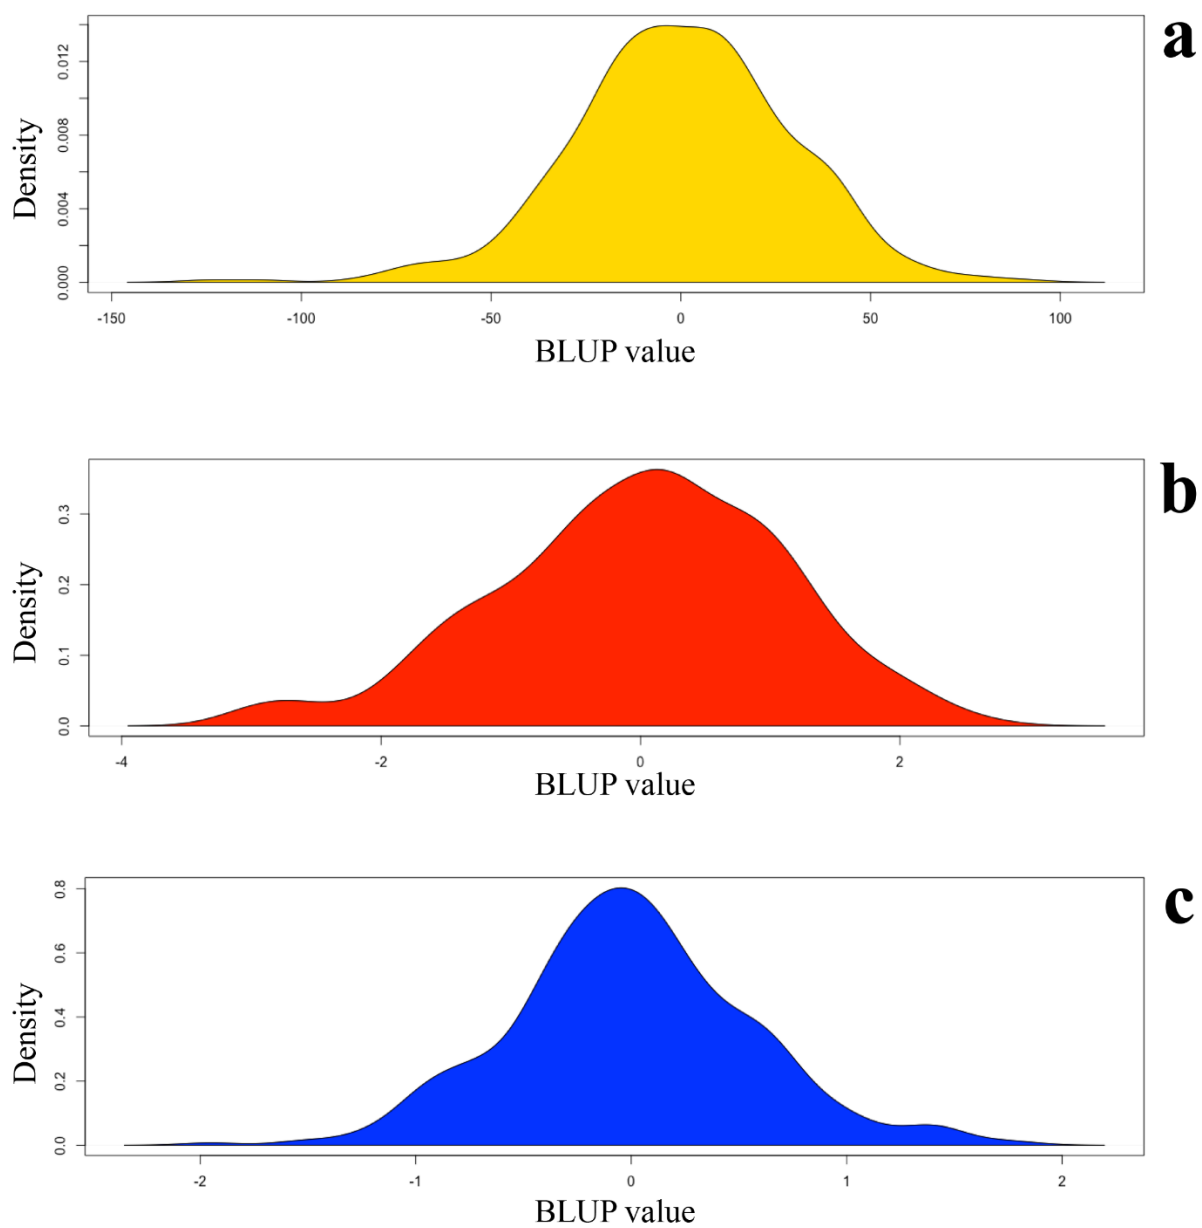 a
Density
0.000 0.004 0.008 0.012
-150 -100 -50 0 50 100
BLUP value
b
Density
0.0 0.1 0.2 0.3
-4 -2 0 2
BLUP value
c
Density
0.0 0.2 0.4 0.6 0.8
-2 -1 0 1 2
BLUP value